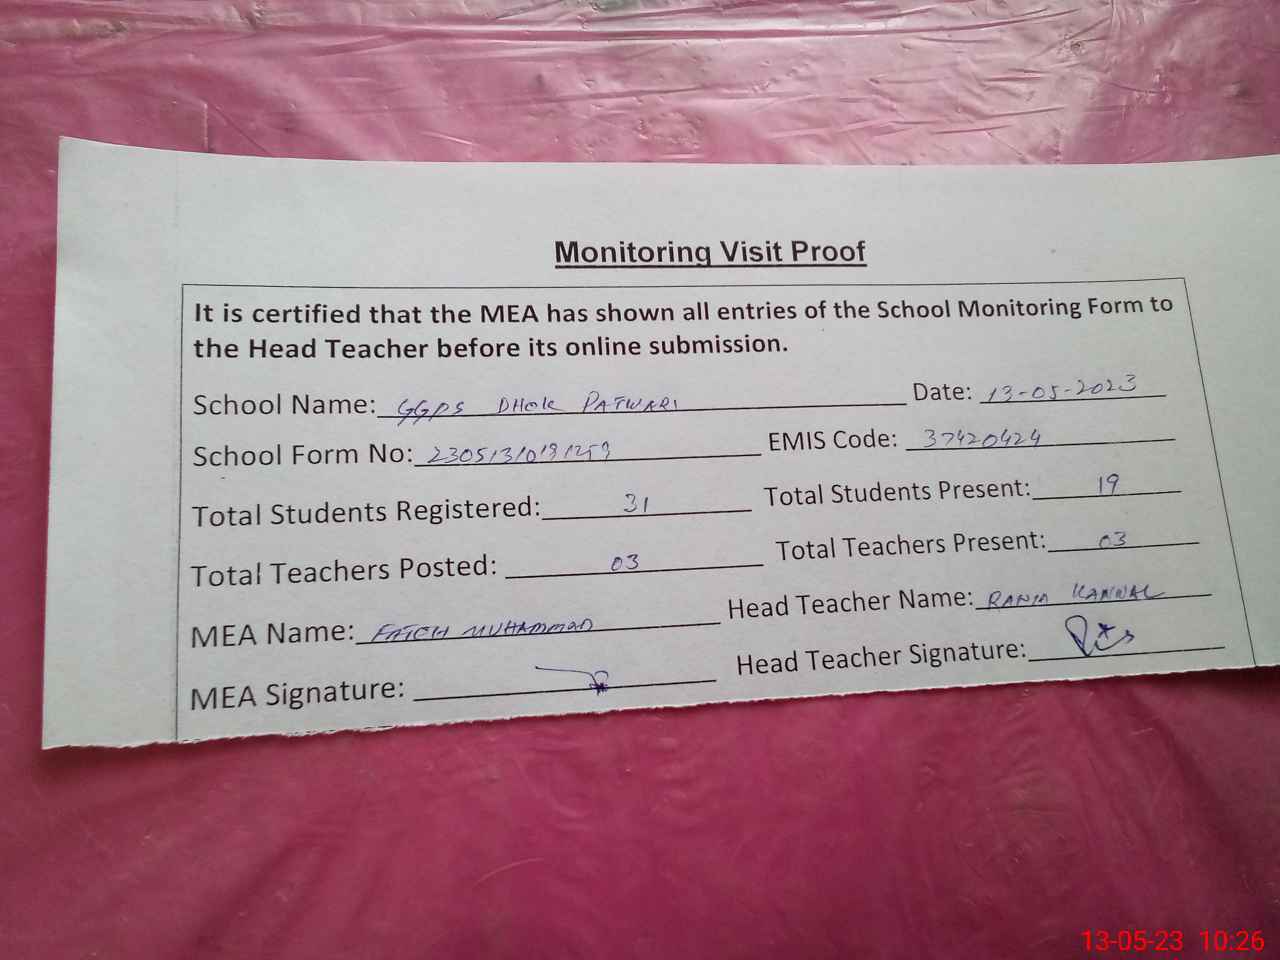 Monitoring Visit Proof
It is certified that the MEA has shown all entries of the School Monitoring Form to
the Head Teacher before its online submission.
School Name: GGPS DHOK PATWARI Date: 13-05-2023
School Form No: EMIS Code: 37420424
Total Students Registered: 31 Total Students Present: 19
Total Teachers Posted: 03 Total Teachers Present: 03
MEA Name: FATEH MUHAMMAD Head Teacher Name: RANIA KANWAL
MEA Signature: Head Teacher Signature:
13-05-23 10:26